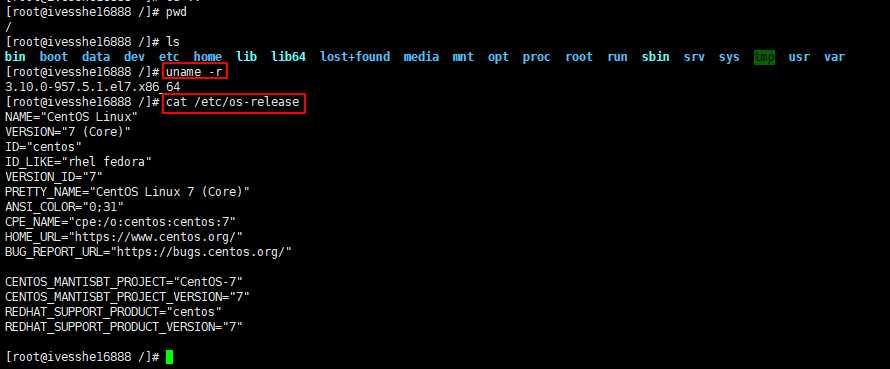 [root@ivesshe16888 /]# pwd
/
[root@ivesshe16888 /]# ls
bin boot data dev etc home lib lib64 lost+found media mnt opt proc root run sbin srv sys tmp usr var
[root@ivesshe16888 /]# uname -r
3.10.0-957.5.1.el7.x86_64
[root@ivesshe16888 /]# cat /etc/os-release
NAME="CentOS Linux"
VERSION="7 (Core)"
ID="centos"
ID_LIKE="rhel fedora"
VERSION_ID="7"
PRETTY_NAME="CentOS Linux 7 (Core)"
ANSI_COLOR="0;31"
CPE_NAME="cpe:/o:centos:centos:7"
HOME_URL="https://www.centos.org/"
BUG_REPORT_URL="https://bugs.centos.org/"
CENTOS_MANTISBT_PROJECT="CentOS-7"
CENTOS_MANTISBT_PROJECT_VERSION="7"
REDHAT_SUPPORT_PRODUCT="centos"
REDHAT_SUPPORT_PRODUCT_VERSION="7"
[root@ivesshe16888 /]#